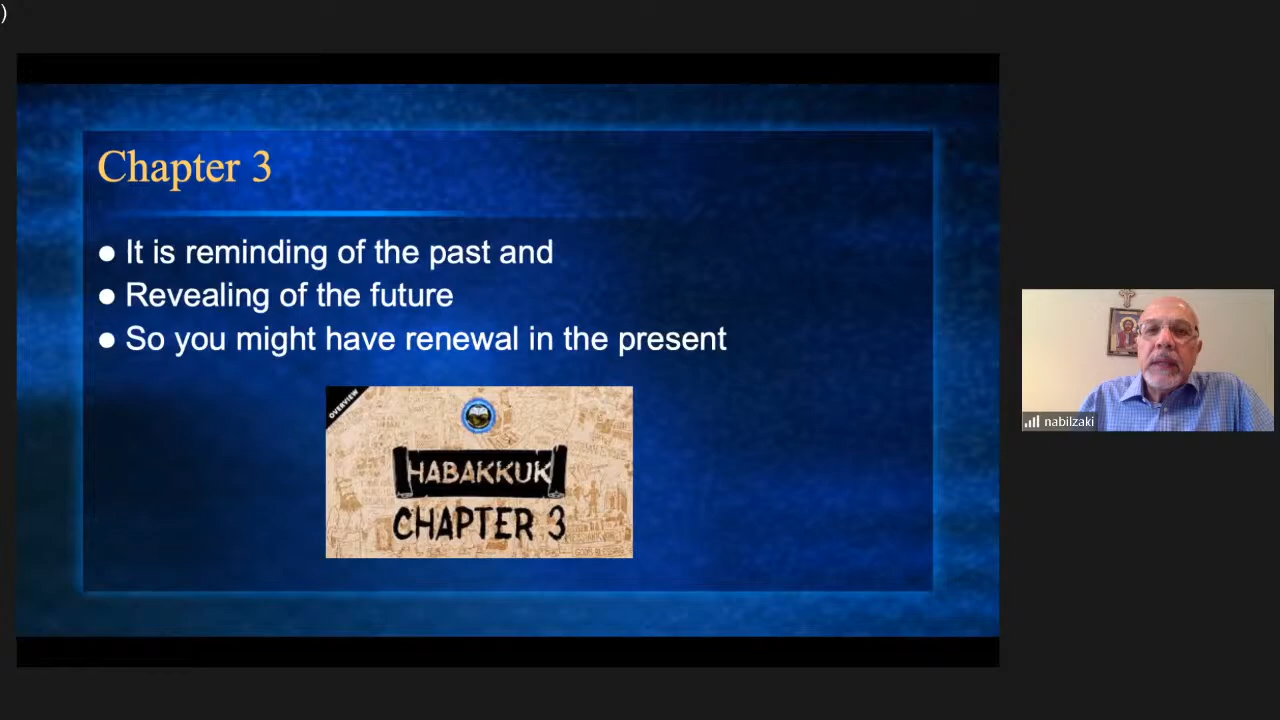 )
Chapter 3
● It is reminding of the past and
● Revealing of the future
● So you might have renewal in the present
OVERVIEW
HABAKKUK
CHAPTER 3
nabilzaki